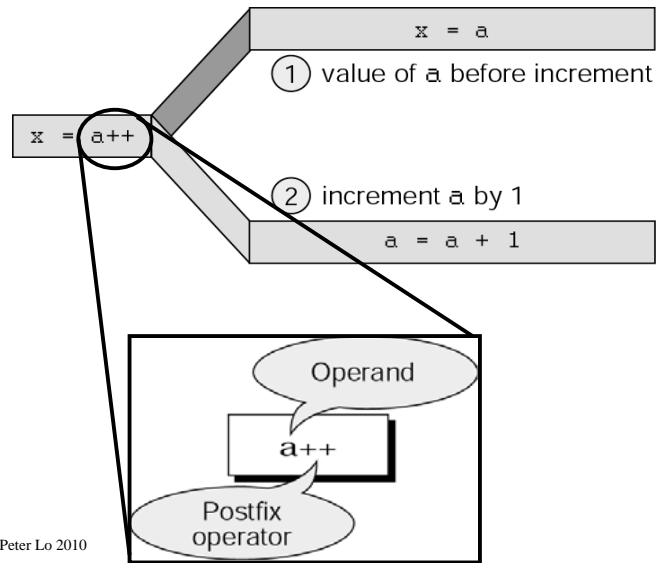 x = a
1 value of a before increment
x = a++
2 increment a by 1
a = a + 1
Operand
a++
Postfix
operator
Peter Lo 2010